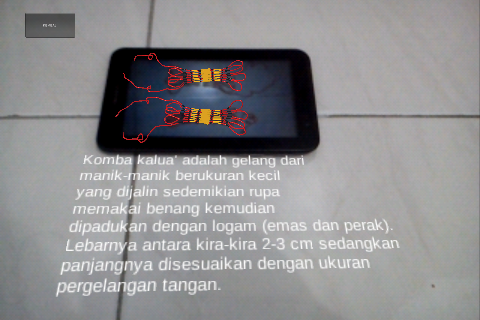 Komba kalua' adalah gelang dari
manik-manik berukuran kecil
yang dijalin sedemikian rupa
memakai benang kemudian
dipadukan dengan logam (emas dan perak).
Lebarnya antara kira-kira 2-3 cm sedangkan
panjangnya disesuaikan dengan ukuran
pergelangan tangan.